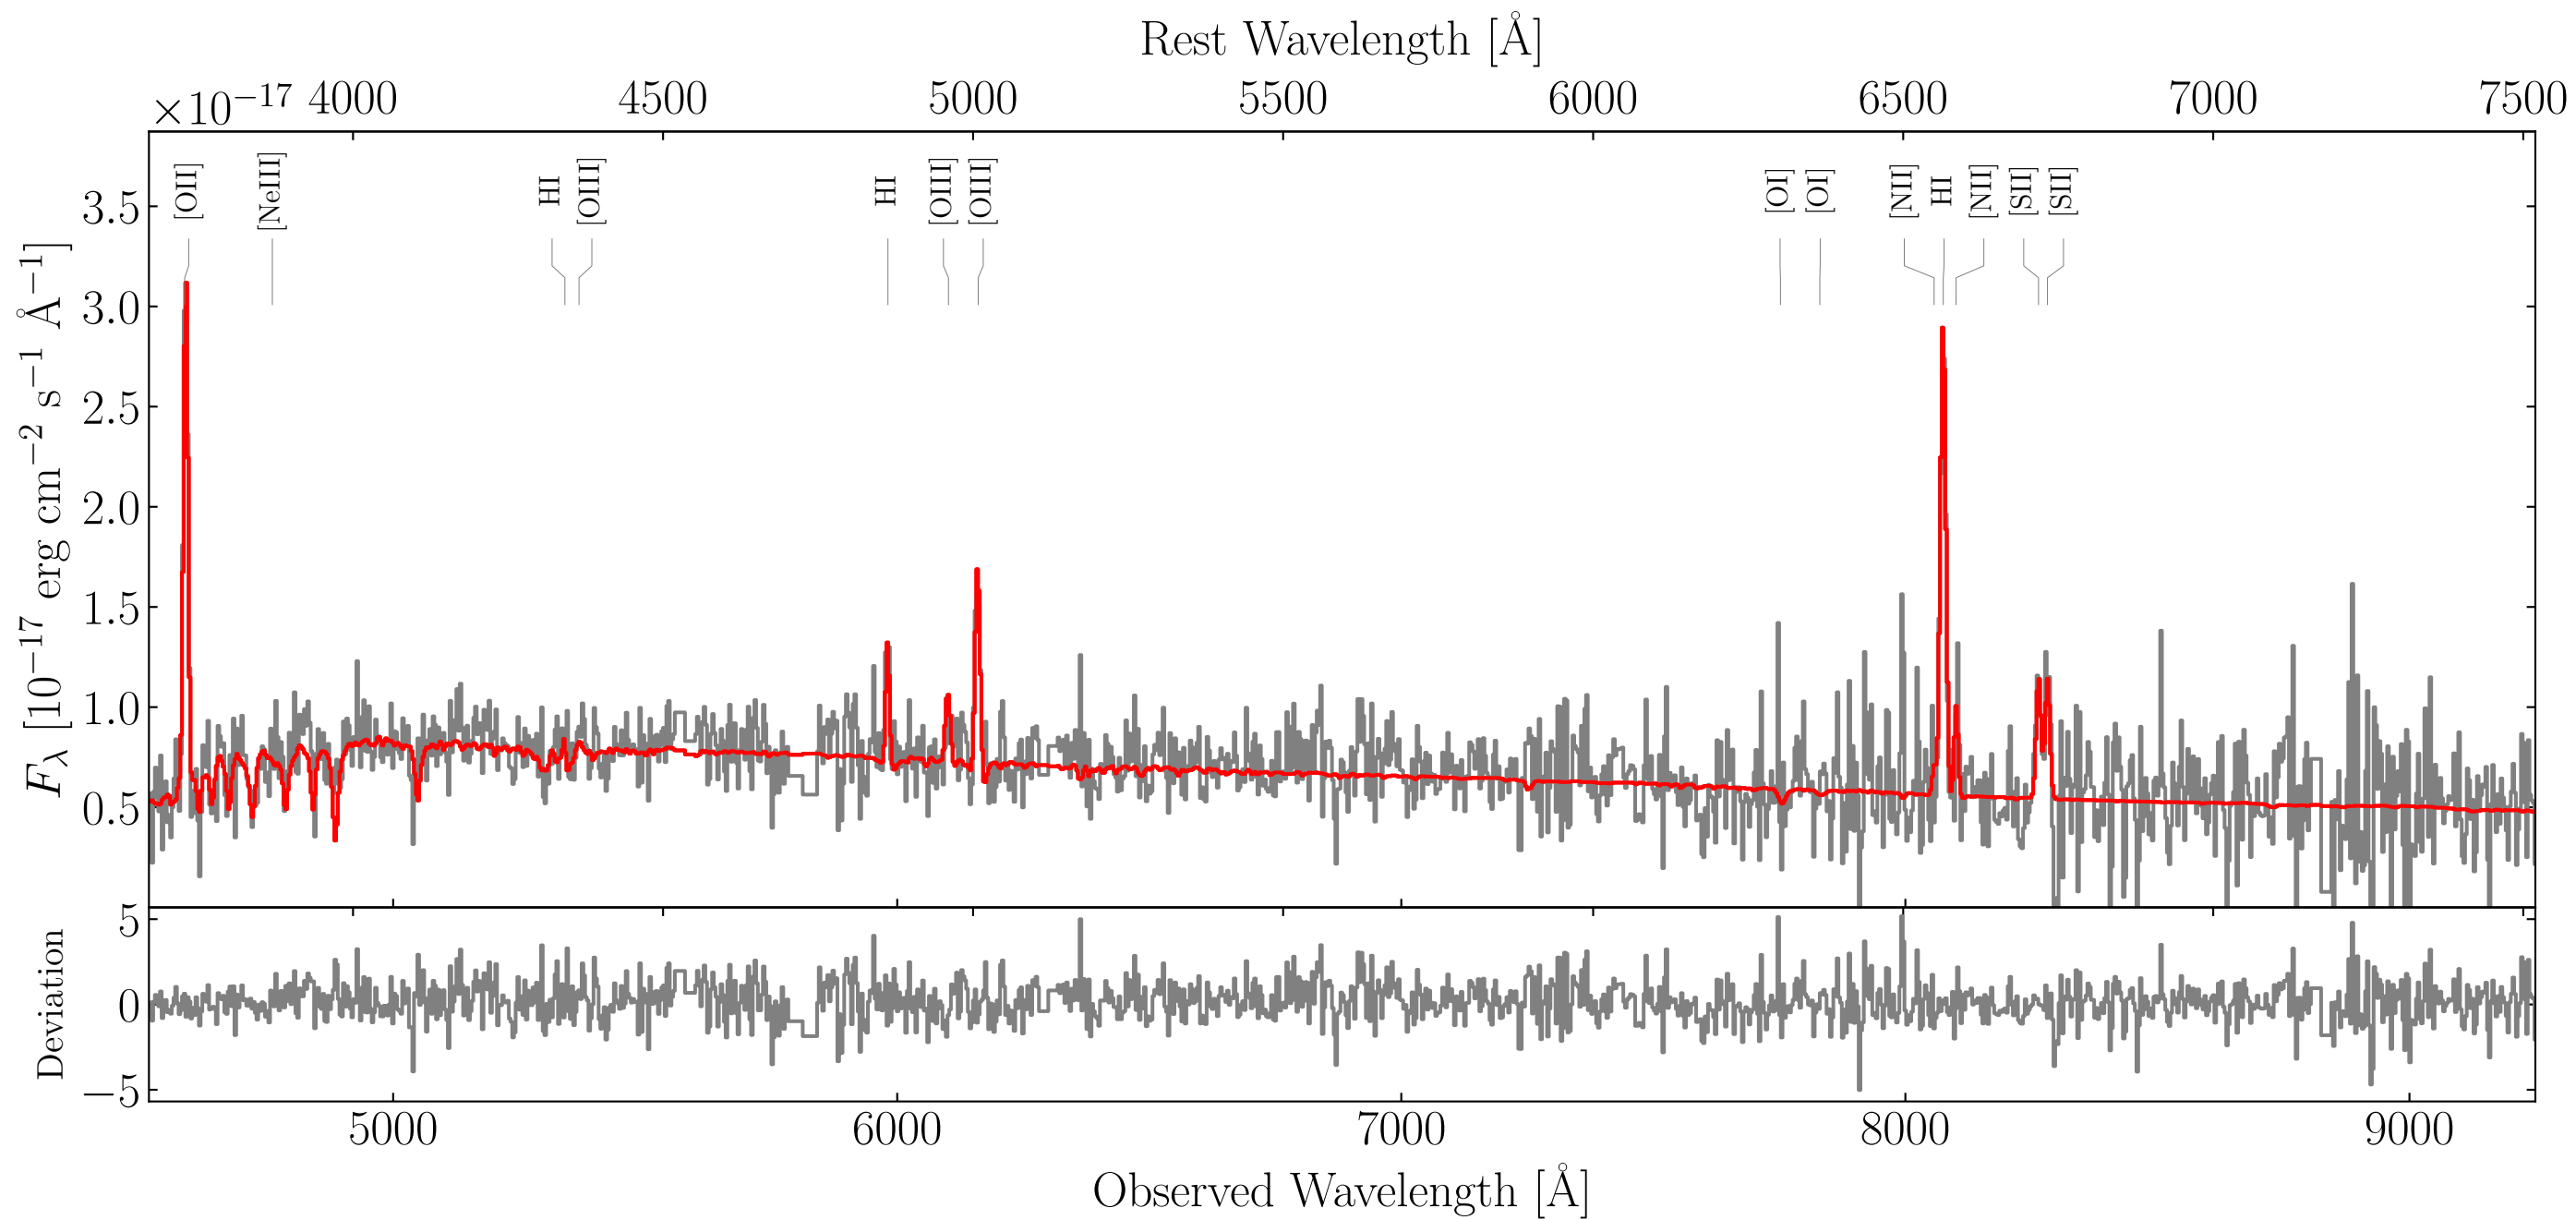 Rest Wavelength [Å]
×10⁻¹⁷ 4000 4500 5000 5500 6000 6500 7000 7500
[OII] [NeIII] HI [OIII] HI [OIII] [OIII] [OI] [OI] [NII] HI [NII] [SII] [SII]
3.5
3.0
2.5
2.0
1.5
1.0
0.5
F_λ [10⁻¹⁷ erg cm⁻² s⁻¹ Å⁻¹]
5
0
−5
Deviation
5000 6000 7000 8000 9000
Observed Wavelength [Å]